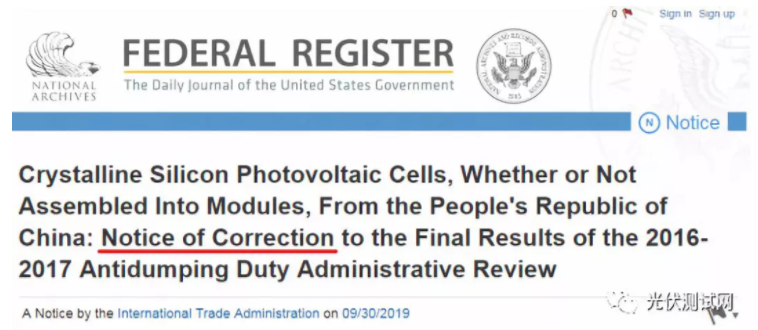 0 Sign in Sign up
NATIONAL
ARCHIVES
FEDERAL REGISTER
The Daily Journal of the United States Government
N Notice
Crystalline Silicon Photovoltaic Cells, Whether or Not
Assembled Into Modules, From the People's Republic of
China: Notice of Correction to the Final Results of the 2016-
2017 Antidumping Duty Administrative Review
A Notice by the International Trade Administration on 09/30/2019
光伏测试网